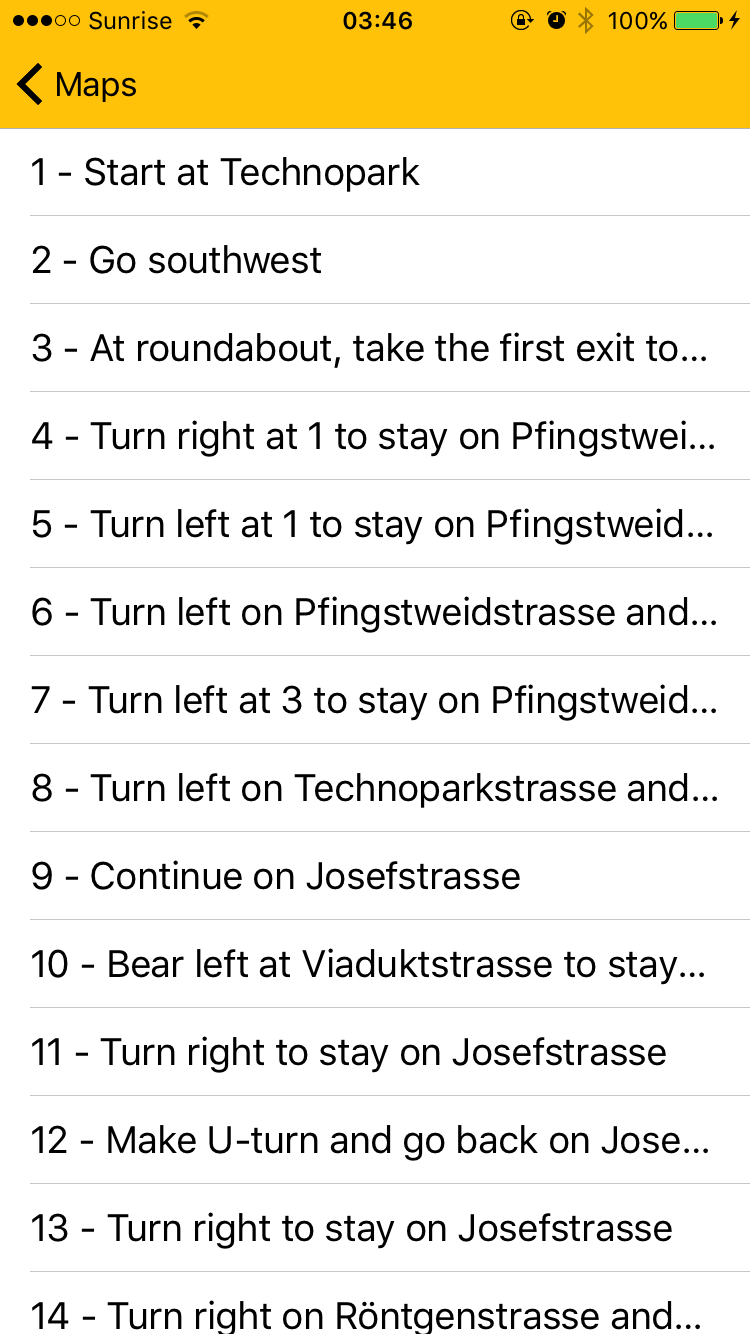 Sunrise 03:46 100%
Maps
1 - Start at Technopark
2 - Go southwest
3 - At roundabout, take the first exit to...
4 - Turn right at 1 to stay on Pfingstwei...
5 - Turn left at 1 to stay on Pfingstweid...
6 - Turn left on Pfingstweidstrasse and...
7 - Turn left at 3 to stay on Pfingstweid...
8 - Turn left on Technoparkstrasse and...
9 - Continue on Josefstrasse
10 - Bear left at Viaduktstrasse to stay...
11 - Turn right to stay on Josefstrasse
12 - Make U-turn and go back on Jose...
13 - Turn right to stay on Josefstrasse
14 - Turn right on Röntgenstrasse and...